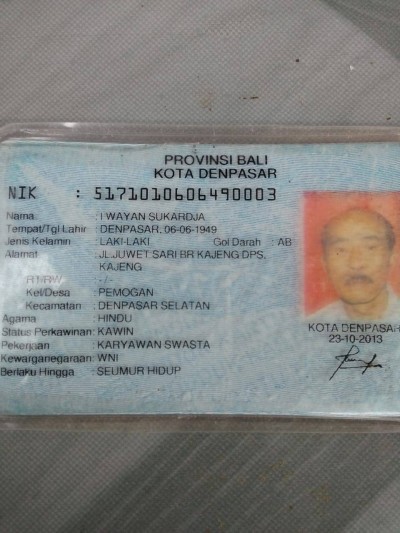 PROVINSI BALI
KOTA DENPASAR
NIK : 5171010606490003
Nama : I WAYAN SUKARDJA
Tempat/Tgl Lahir : DENPASAR, 06-06-1949
Jenis Kelamin : LAKI-LAKI Gol Darah : AB
Alamat : JL.JUWET SARI BR KAJENG DPS.
KAJENG
RT/RW : -/-
Kel/Desa : PEMOGAN
Kecamatan : DENPASAR SELATAN
Agama : HINDU
Status Perkawinan: KAWIN
Pekerjaan : KARYAWAN SWASTA
Kewarganegaraan: WNI
Berlaku Hingga : SEUMUR HIDUP
KOTA DENPASAR
23-10-2013